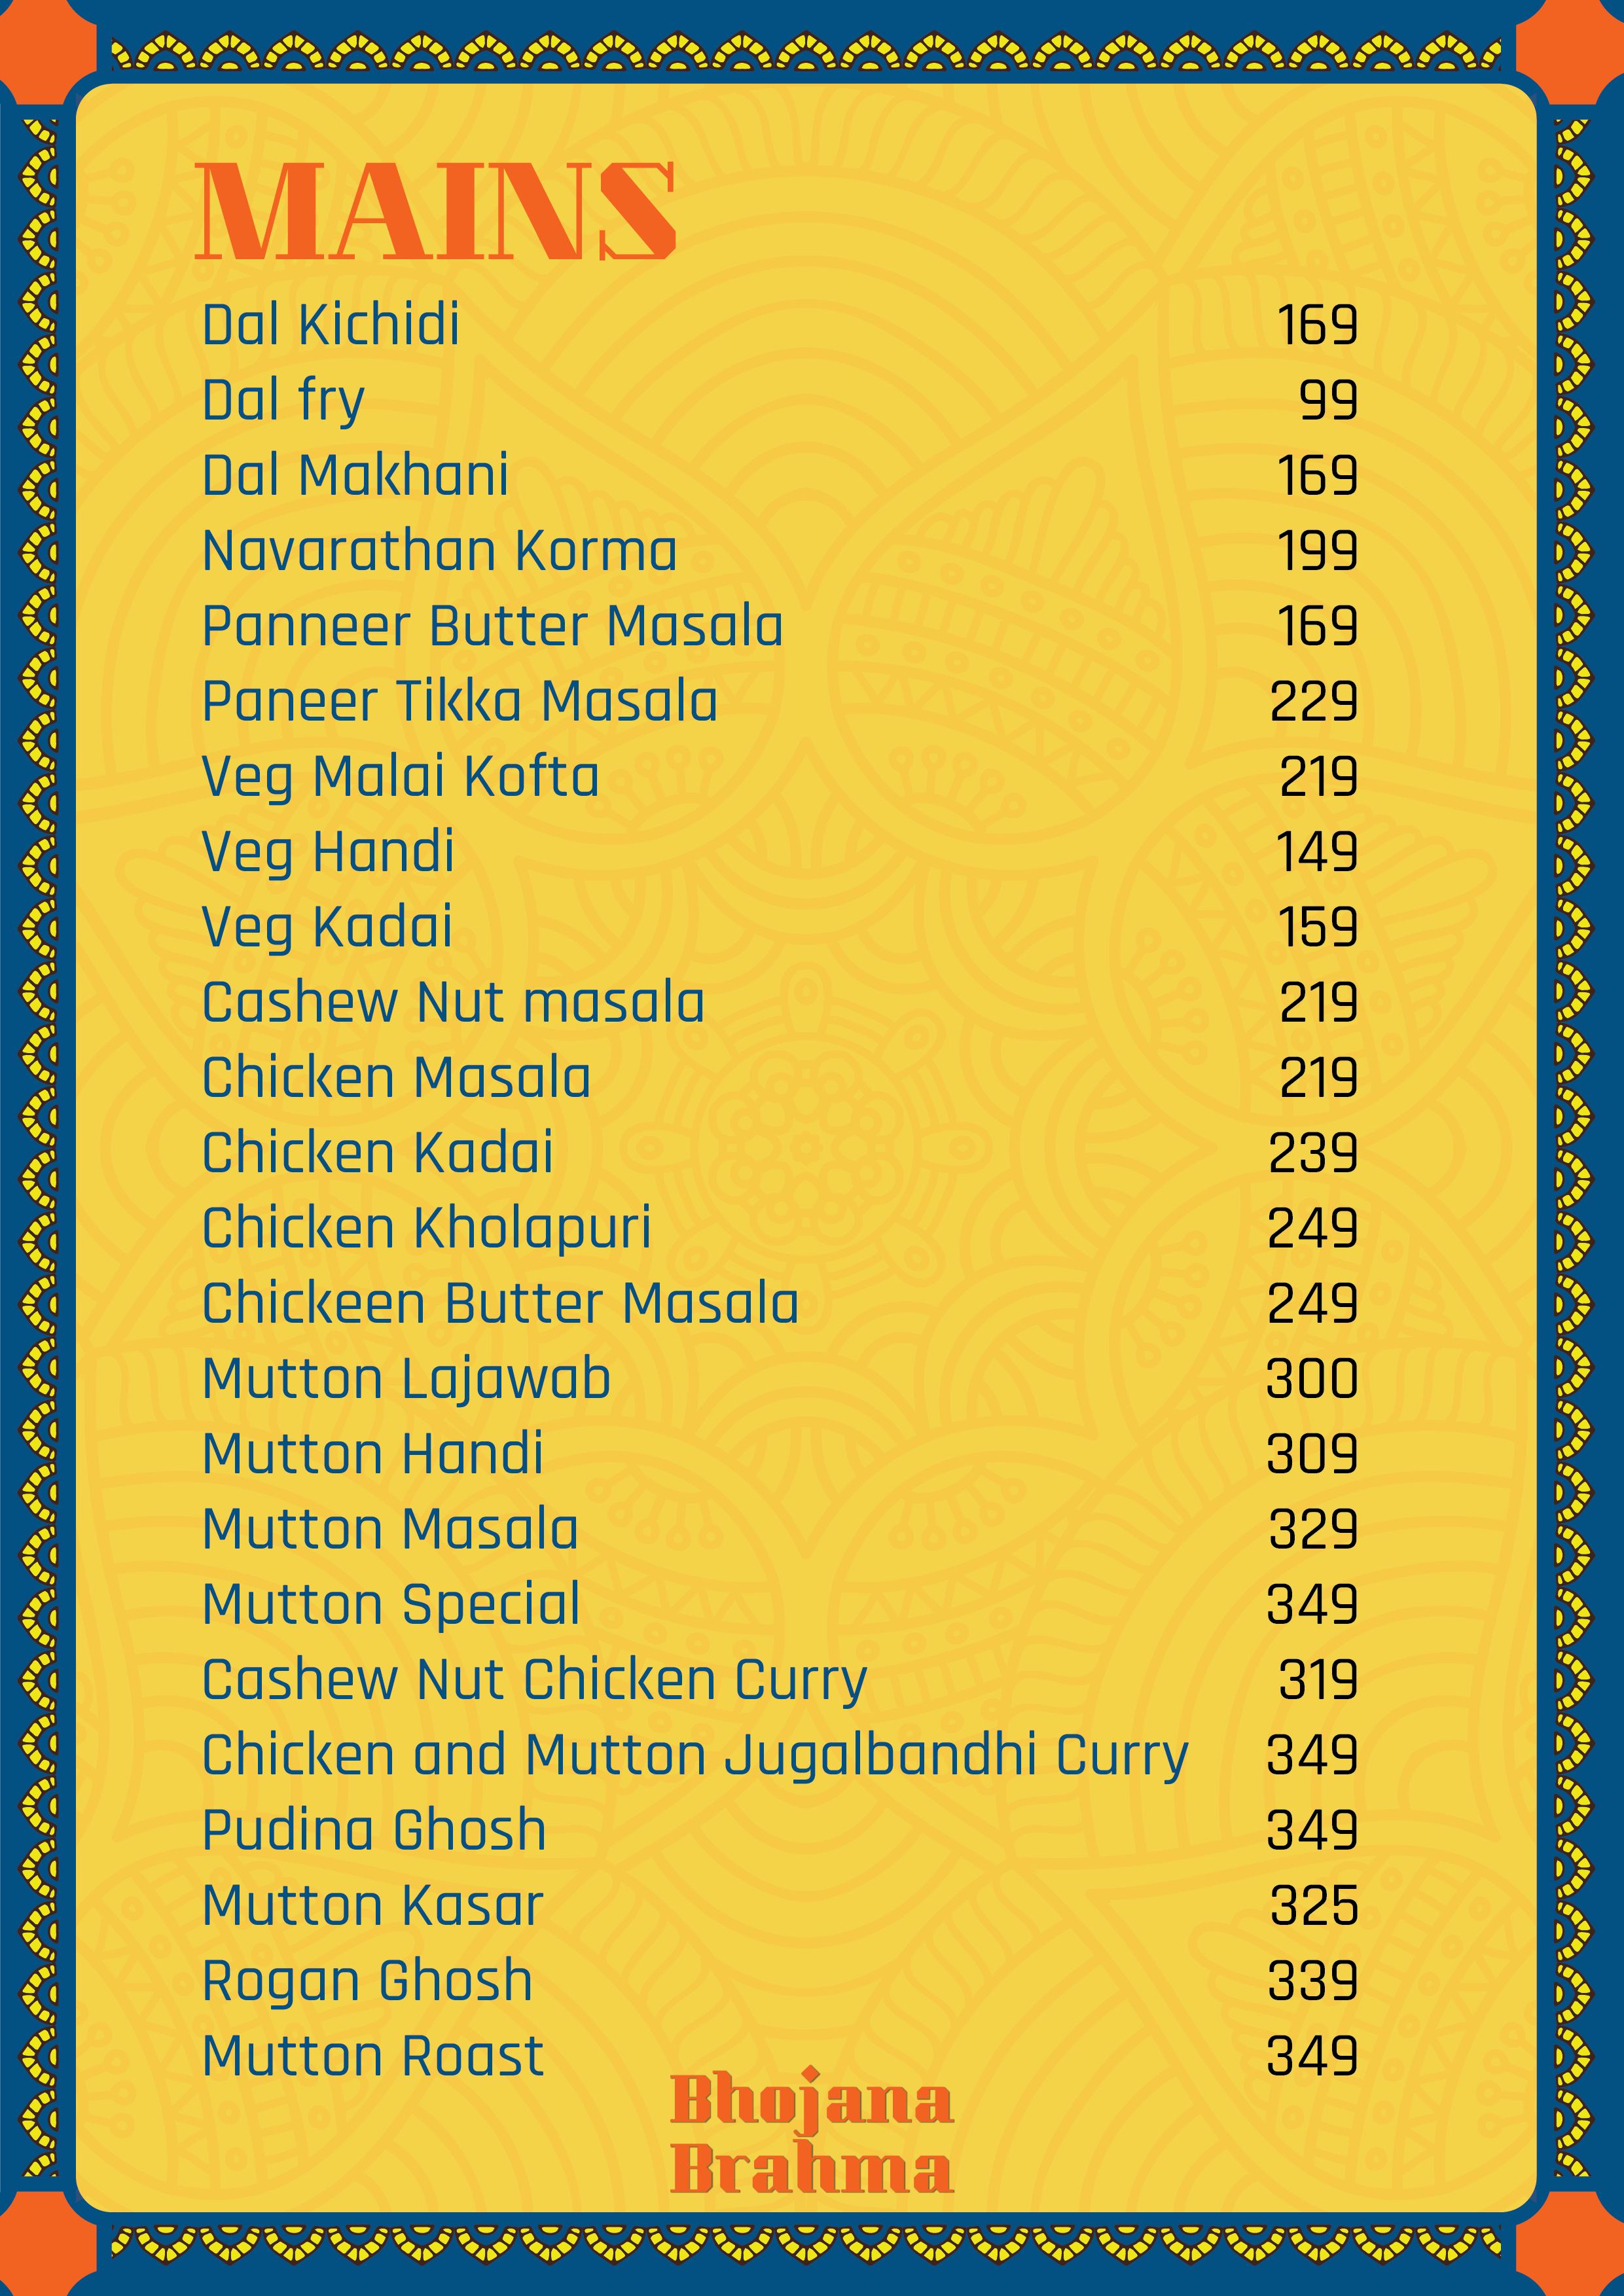 MAINS
Dal Kichidi 169
Dal fry 99
Dal Makhani 169
Navarathan Korma 199
Panneer Butter Masala 169
Paneer Tikka Masala 229
Veg Malai Kofta 219
Veg Handi 149
Veg Kadai 159
Cashew Nut masala 219
Chicken Masala 219
Chicken Kadai 239
Chicken Kholapuri 249
Chickeen Butter Masala 249
Mutton Lajawab 300
Mutton Handi 309
Mutton Masala 329
Mutton Special 349
Cashew Nut Chicken Curry 319
Chicken and Mutton Jugalbandhi Curry 349
Pudina Ghosh 349
Mutton Kasar 325
Rogan Ghosh 339
Mutton Roast 349
Bhojana
Brahma